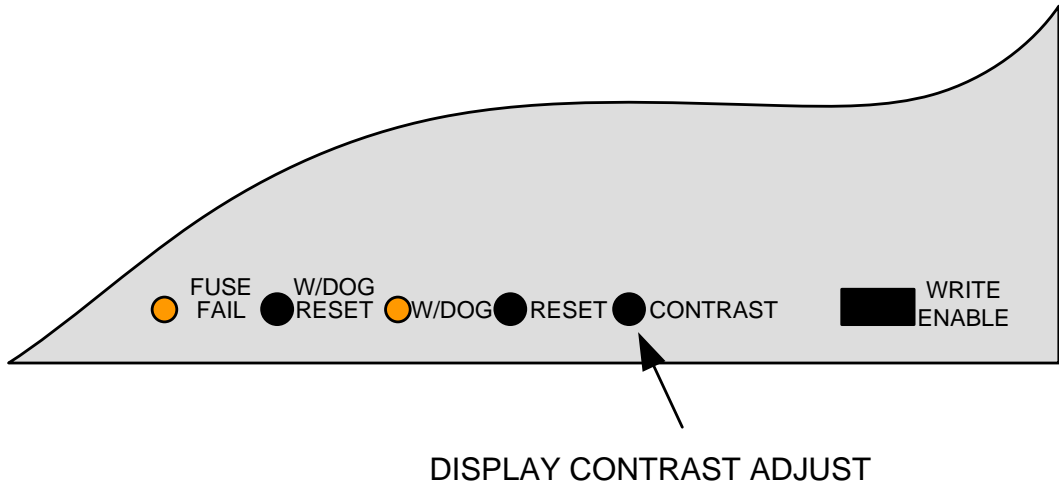 FUSE
FAIL
W/DOG
RESET
W/DOG
RESET
CONTRAST
WRITE
ENABLE
DISPLAY CONTRAST ADJUST